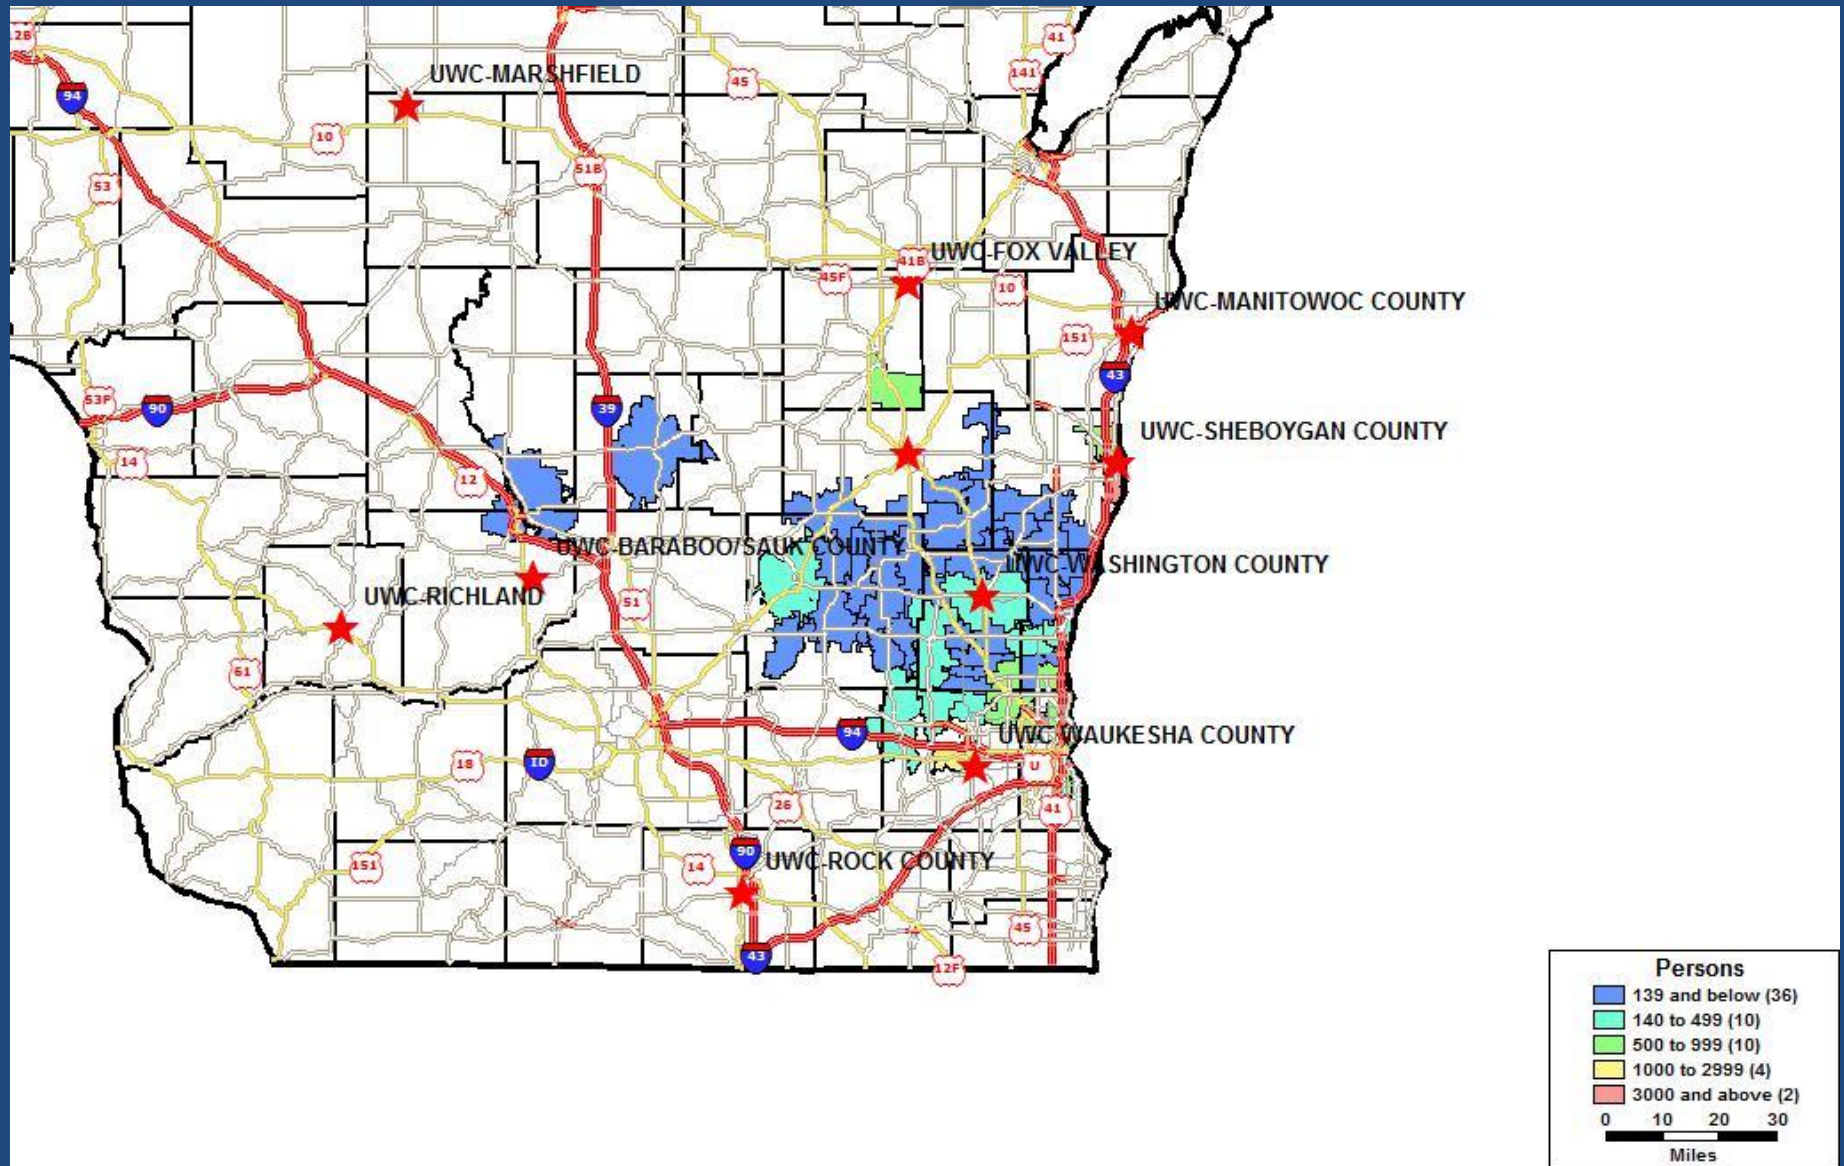 12B
41
UWC-MARSHFIELD
141
45
94
10
51B
53
UWC-FOX VALLEY
41B
45F
10
UWC-MANITOWOC COUNTY
151
43
53F
90
39
UWC-SHEBOYGAN COUNTY
14
12
UWC-BARABOO/SAUK COUNTY
UWC-WASHINGTON COUNTY
UWC-RICHLAND
51
61
94
UWC-WAUKESHA COUNTY
18
ID
U
26
41
90
UWC-ROCK COUNTY
151
14
45
43
12F
Persons
139 and below (36)
140 to 499 (10)
500 to 999 (10)
1000 to 2999 (4)
3000 and above (2)
0 10 20 30
Miles